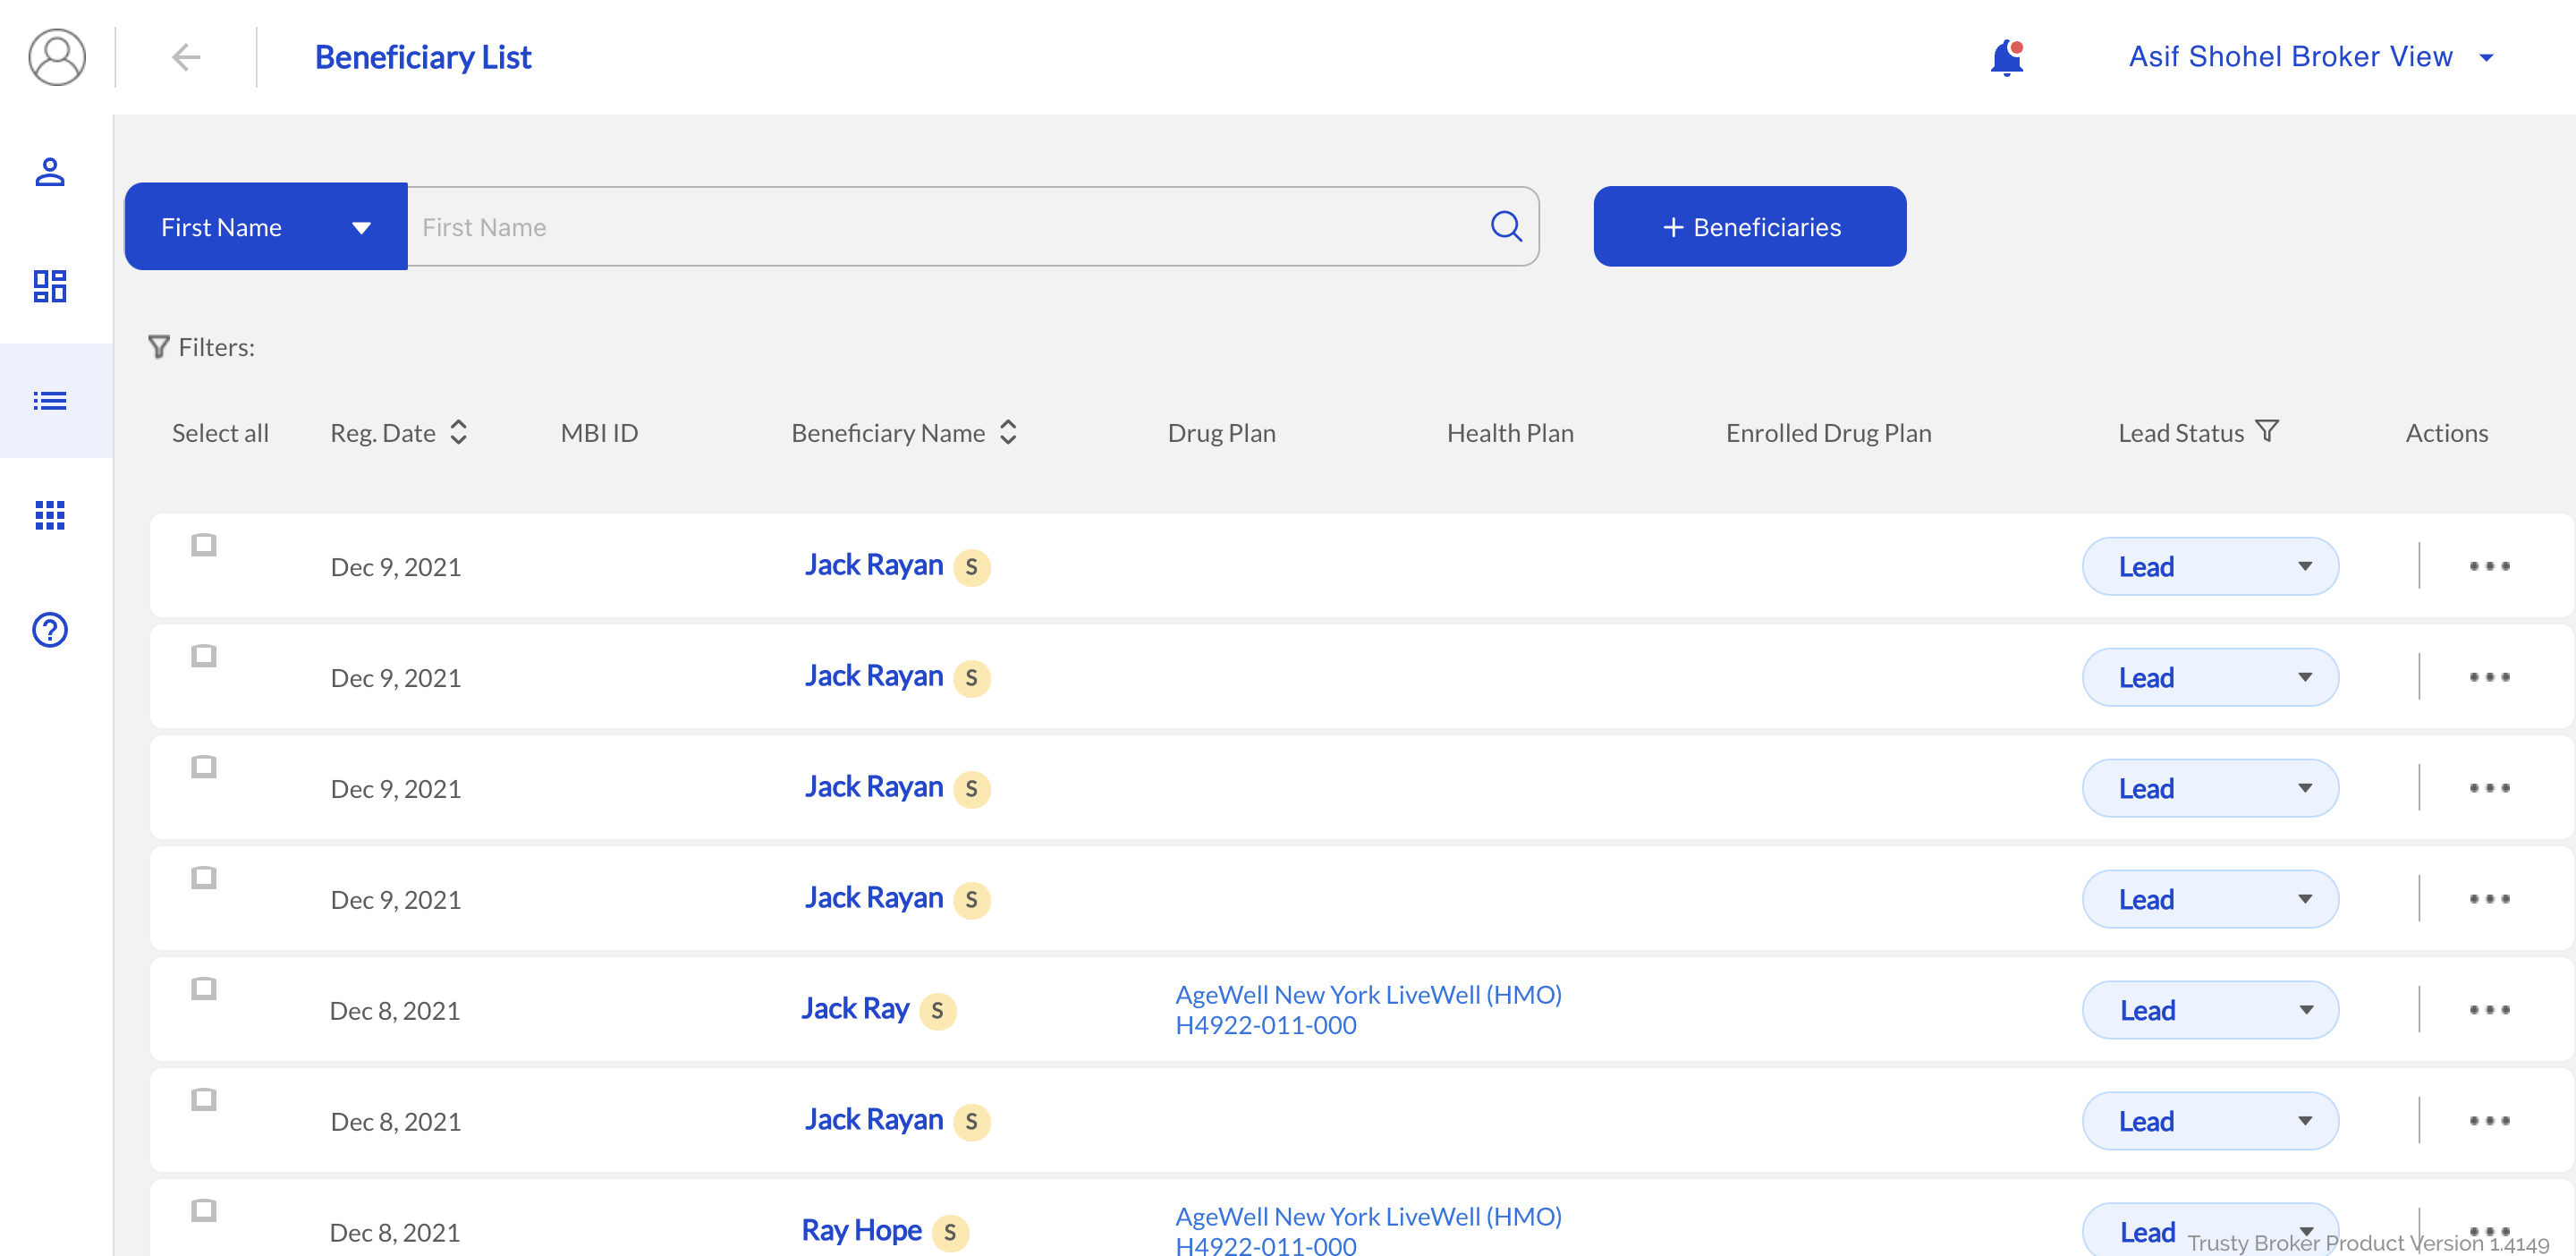 Beneficiary List
Asif Shohel Broker View
First Name
First Name
+ Beneficiaries
Filters:
Select all Reg. Date MBI ID Beneficiary Name Drug Plan Health Plan Enrolled Drug Plan Lead Status Actions
Dec 9, 2021 Jack Rayan S Lead
Dec 9, 2021 Jack Rayan S Lead
Dec 9, 2021 Jack Rayan S Lead
Dec 9, 2021 Jack Rayan S Lead
Dec 8, 2021 Jack Ray S AgeWell New York LiveWell (HMO) Lead
H4922-011-000
Dec 8, 2021 Jack Rayan S Lead
Dec 8, 2021 Ray Hope S AgeWell New York LiveWell (HMO) Lead
H4922-011-000
Trusty Broker Product Version 1.4149